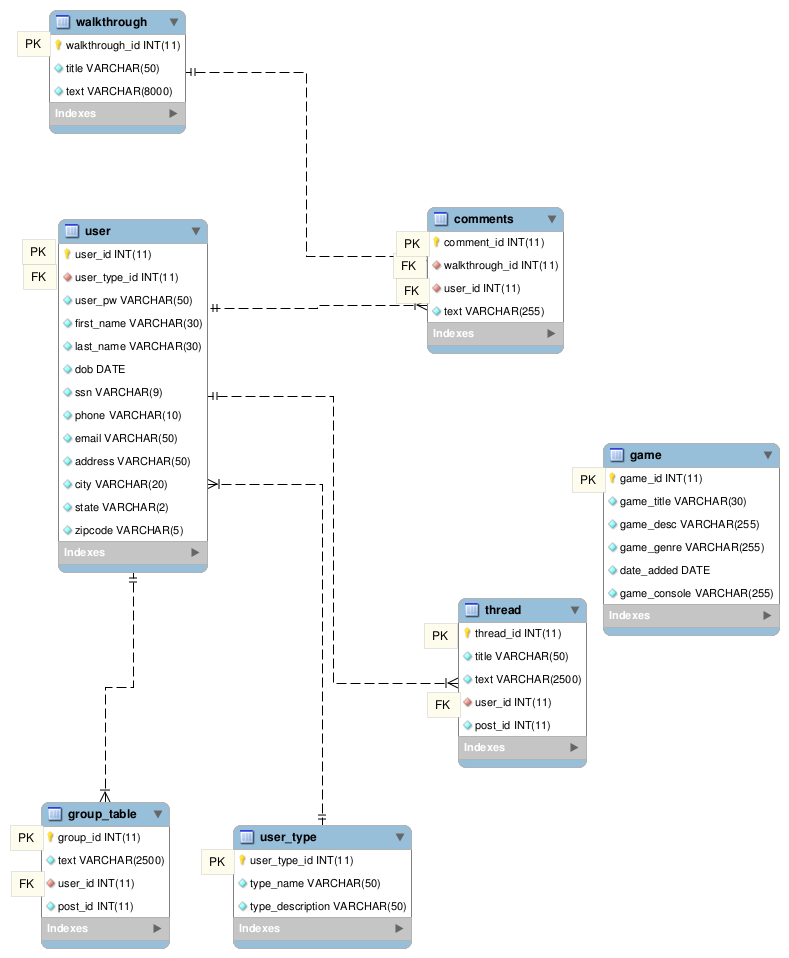 walkthrough
PK
walkthrough_id INT(11)
title VARCHAR(50)
text VARCHAR(8000)
Indexes
user
PK
user_id INT(11)
FK
user_type_id INT(11)
user_pw VARCHAR(50)
first_name VARCHAR(30)
last_name VARCHAR(30)
dob DATE
ssn VARCHAR(9)
phone VARCHAR(10)
email VARCHAR(50)
address VARCHAR(50)
city VARCHAR(20)
state VARCHAR(2)
zipcode VARCHAR(5)
Indexes
comments
PK
comment_id INT(11)
FK
walkthrough_id INT(11)
FK
user_id INT(11)
text VARCHAR(255)
Indexes
game
PK
game_id INT(11)
game_title VARCHAR(30)
game_desc VARCHAR(255)
game_genre VARCHAR(255)
date_added DATE
game_console VARCHAR(255)
Indexes
thread
PK
thread_id INT(11)
title VARCHAR(50)
text VARCHAR(2500)
FK
user_id INT(11)
post_id INT(11)
Indexes
group_table
PK
group_id INT(11)
text VARCHAR(2500)
FK
user_id INT(11)
post_id INT(11)
Indexes
user_type
PK
user_type_id INT(11)
type_name VARCHAR(50)
type_description VARCHAR(50)
Indexes